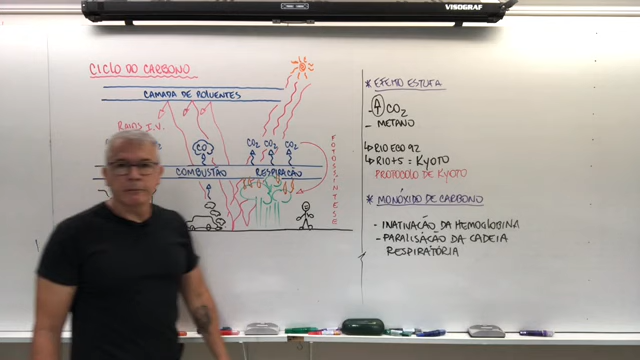 VISOGRAF
CICLO DO CARBONO
CAMADA DE POLUENTES
RAIOS I.V.
CO
CO2 CO2 CO2
COMBUSTÃO RESPIRAÇÃO
FOTOSSÍNTESE
* EFEITO ESTUFA
- ↑ CO2
- METANO
↳ RIO ECO 92
↳ RIO+5 = KYOTO
PROTOCOLO DE KYOTO
* MONÓXIDO DE CARBONO
- INATIVAÇÃO DA HEMOGLOBINA
- PARALISAÇÃO DA CADEIA
RESPIRATÓRIA